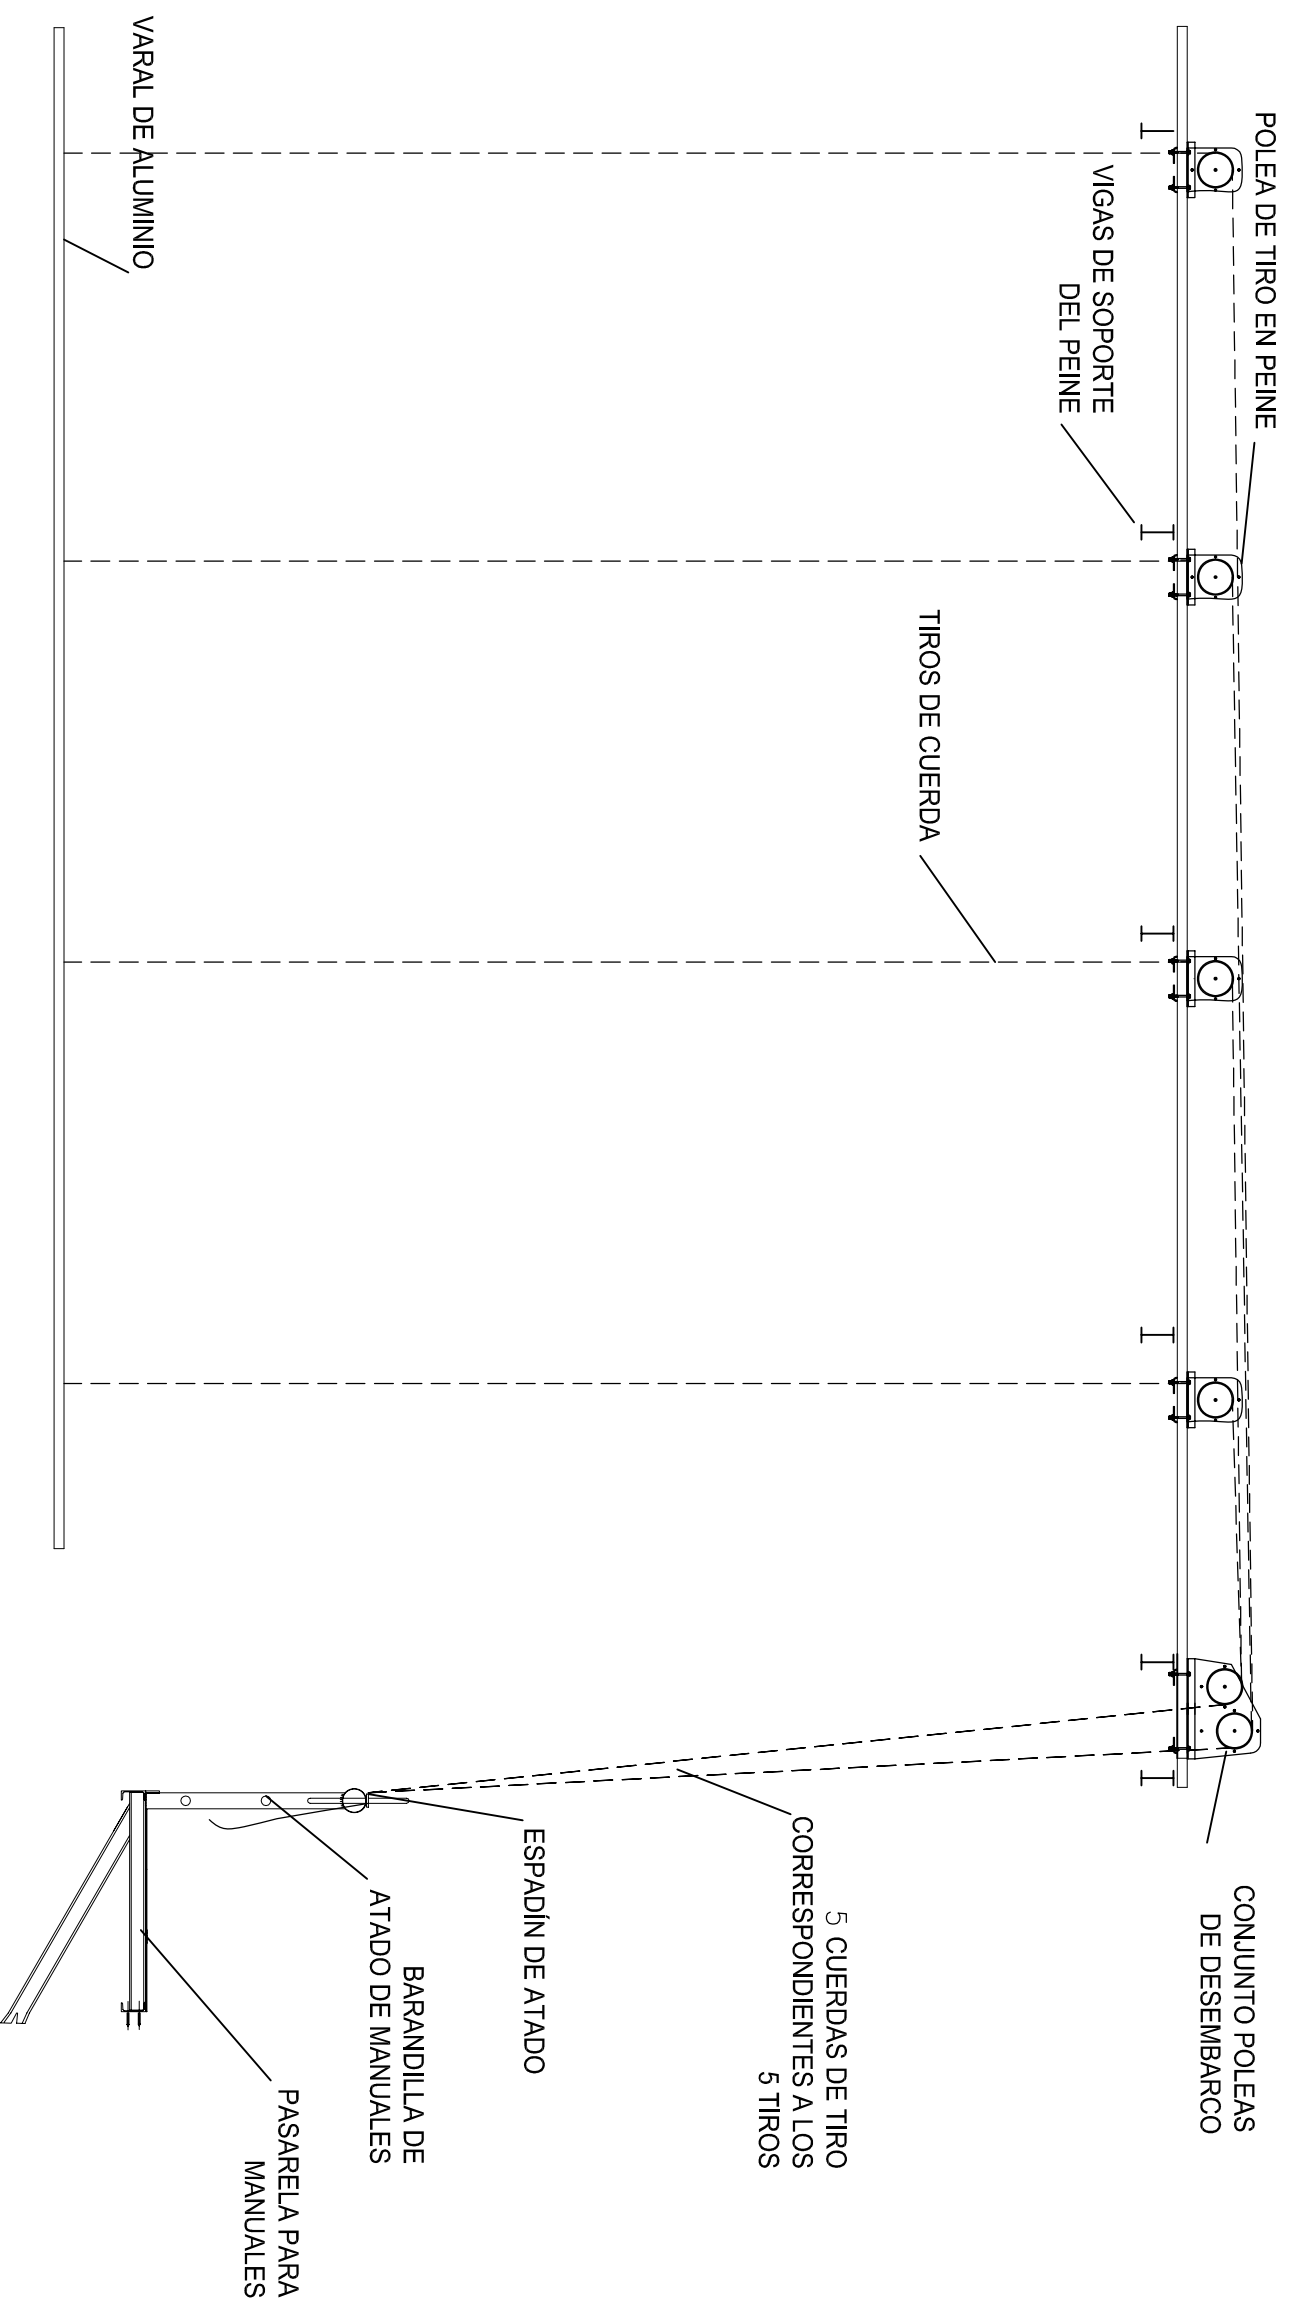 POLEA DE TIRO EN PEINE
VIGAS DE SOPORTE
DEL PEINE
VARAL DE ALUMINIO
TIROS DE CUERDA
CONJUNTO POLEAS
DE DESEMBARCO
5 CUERDAS DE TIRO
CORRESPONDIENTES A LOS
5 TIROS
ESPADÍN DE ATADO
BARANDILLA DE
ATADO DE MANUALES
PASARELA PARA
MANUALES